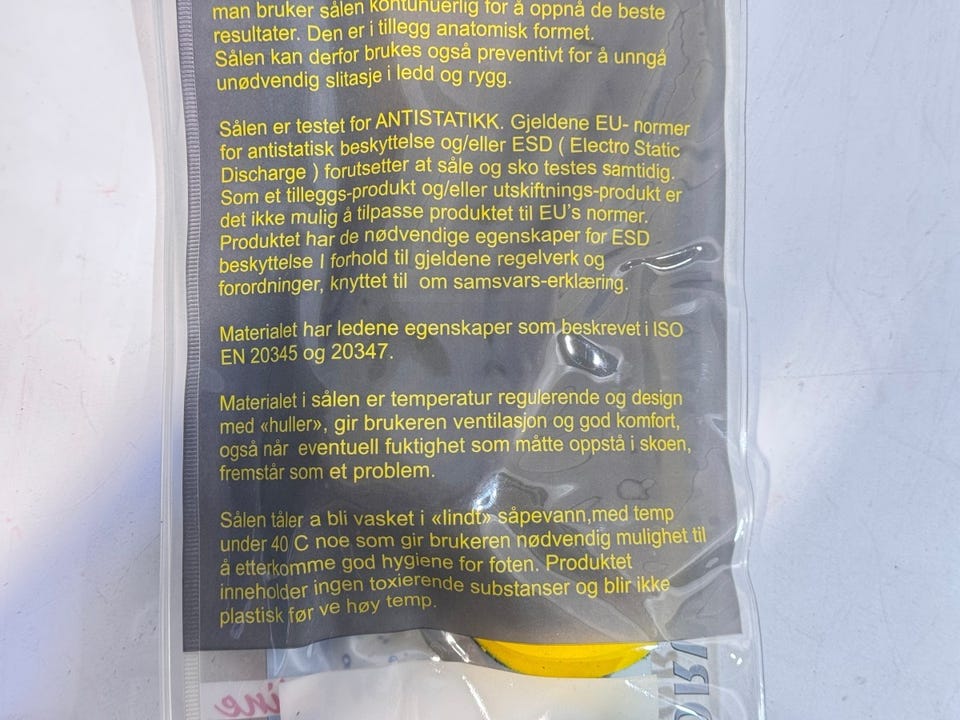 man bruker sålen kontunuerlig for å oppnå de beste
resultater. Den er i tillegg anatomisk formet.
Sålen kan derfor brukes også preventivt for å unngå
unødvendig slitasje i ledd og rygg.
Sålen er testet for ANTISTATIKK. Gjeldene EU- normer
for antistatisk beskyttelse og/eller ESD ( Electro Static
Discharge ) forutsetter at såle og sko testes samtidig.
Som et tilleggs-produkt og/eller utskiftnings-produkt er
det ikke mulig å tilpasse produktet til EU's normer.
Produktet har de nødvendige egenskaper for ESD
beskyttelse I forhold til gjeldene regelverk og
forordninger, knyttet til om samsvars-erklæring.
Materialet har ledene egenskaper som beskrevet i ISO
EN 20345 og 20347.
Materialet i sålen er temperatur regulerende og design
med «huller», gir brukeren ventilasjon og god komfort,
også når eventuell fuktighet som måtte oppstå i skoen,
fremstår som et problem.
Sålen tåler a bli vasket i «lindt» såpevann,med temp
under 40 C noe som gir brukeren nødvendig mulighet til
å etterkomme god hygiene for foten. Produktet
inneholder ingen toxierende substanser og blir ikke
plastisk før ve høy temp.